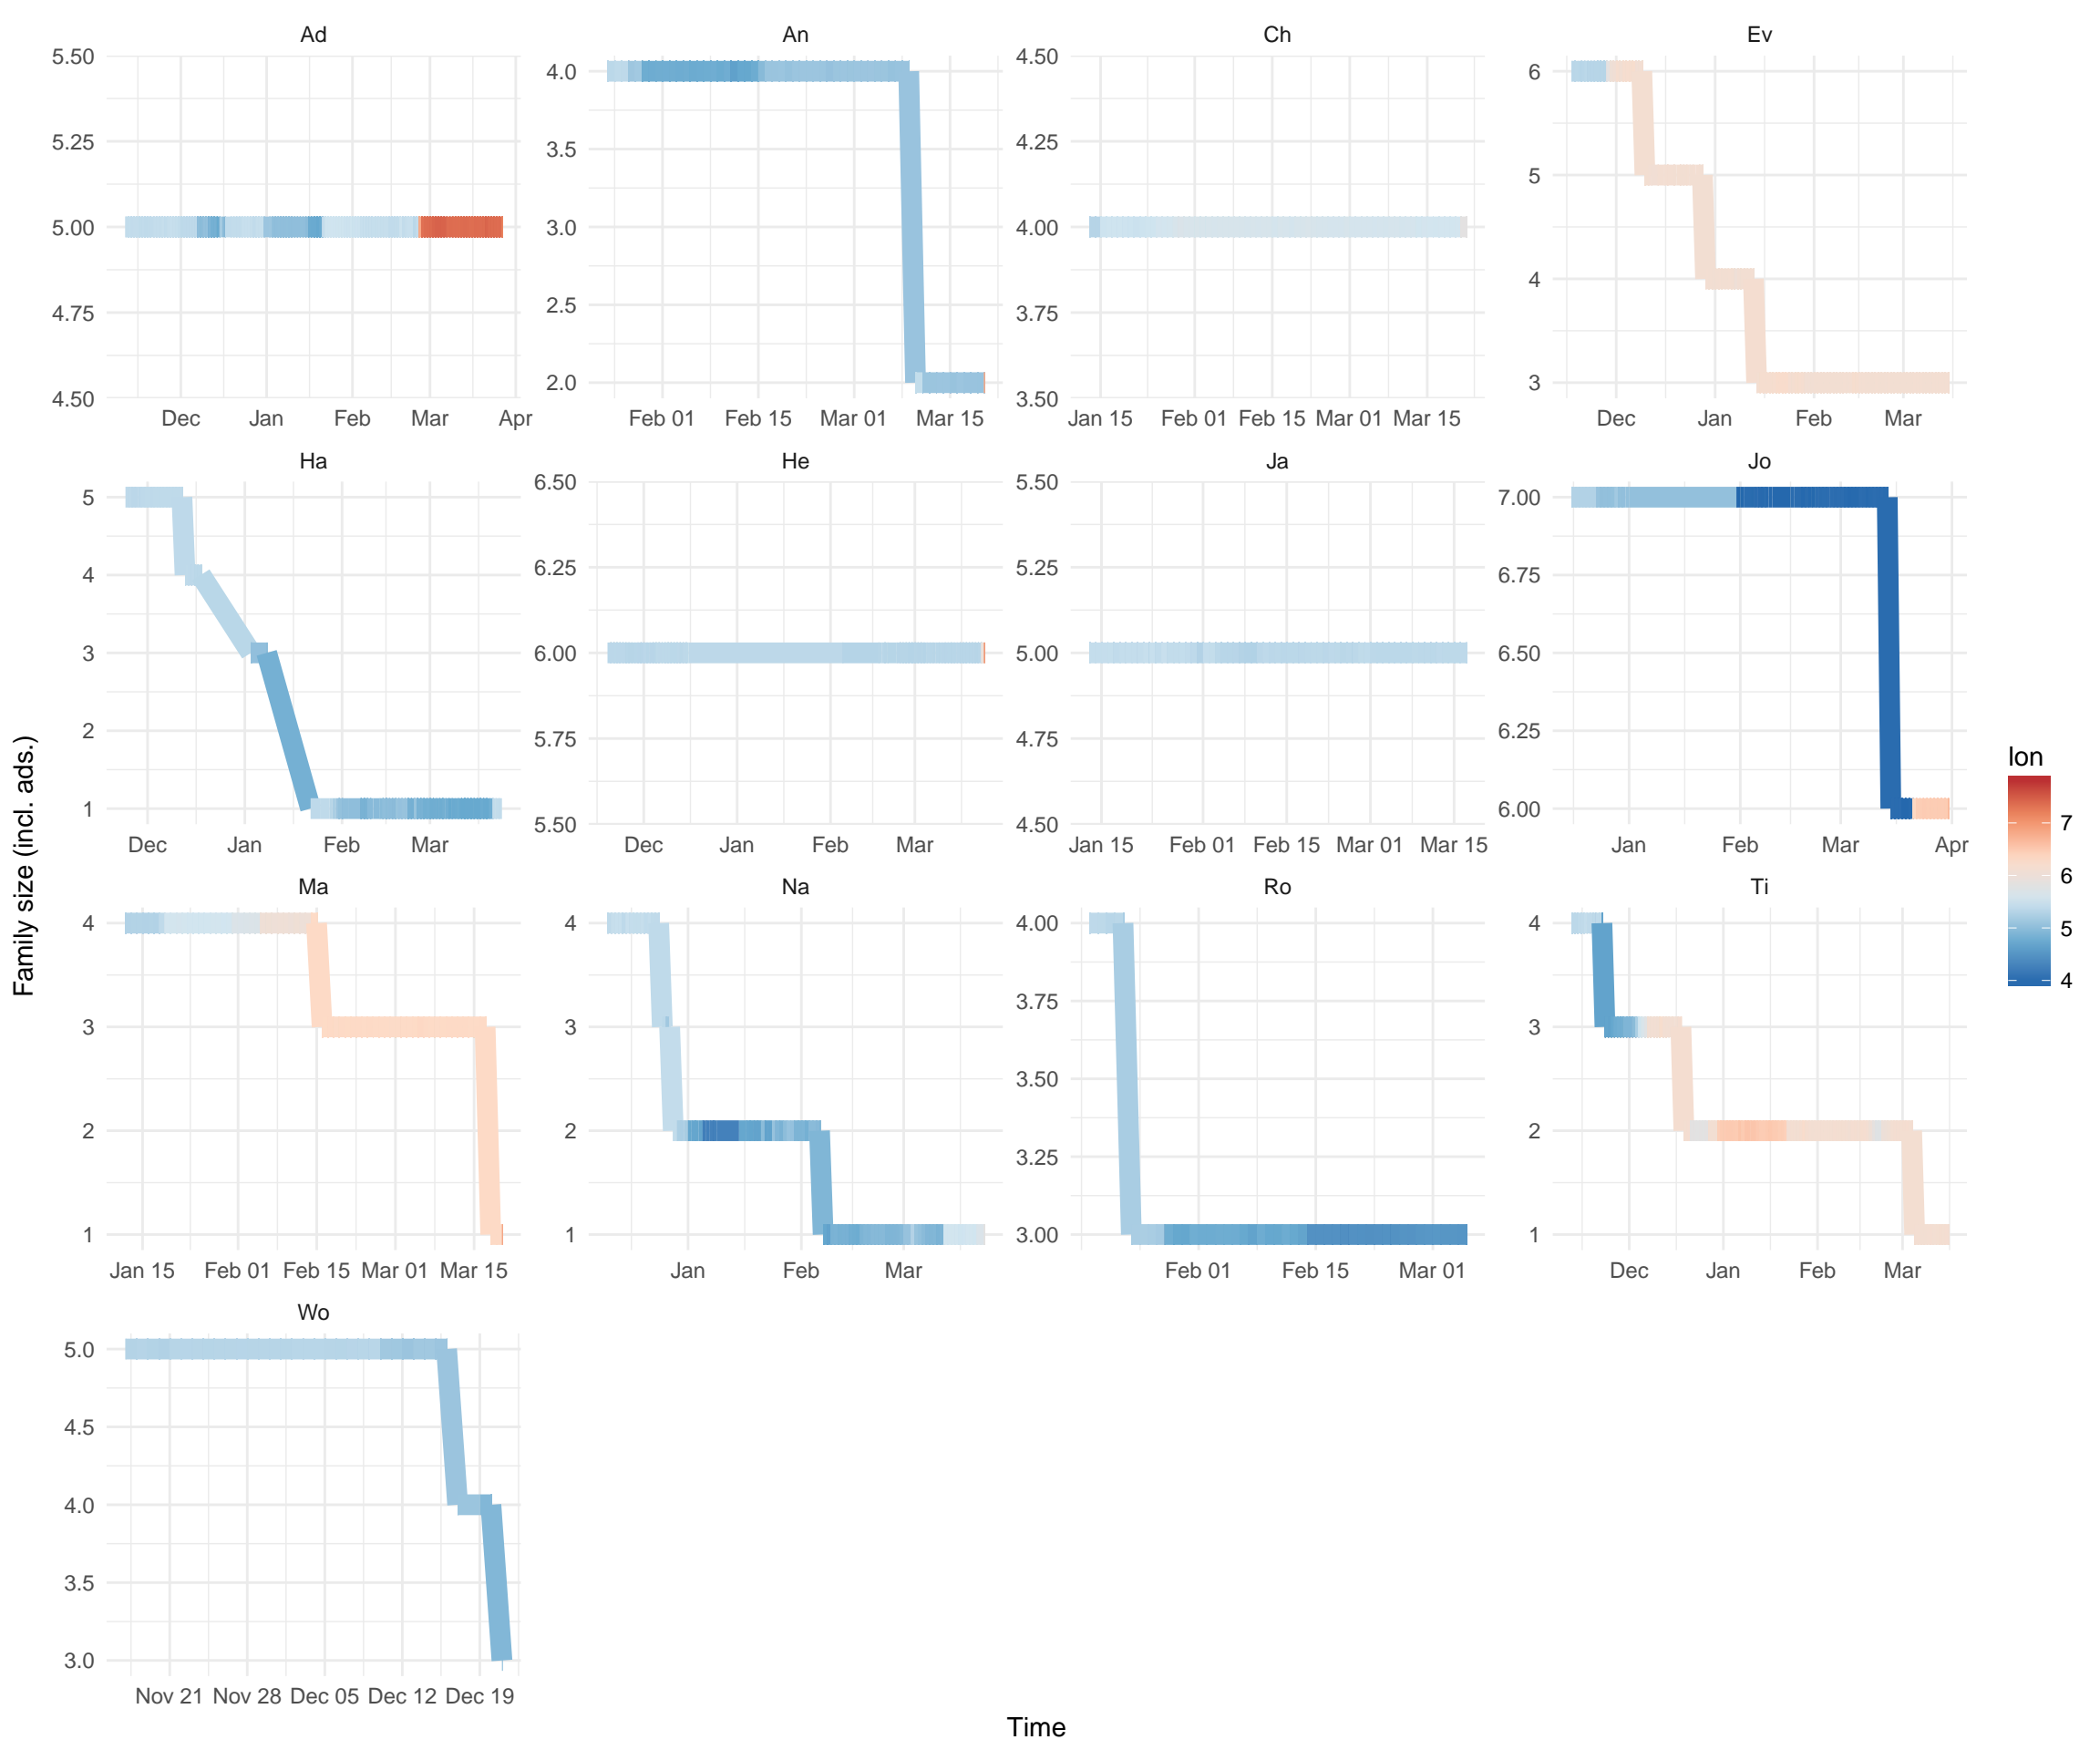 Ad An Ch Ev
5.50 4.0 4.50 6
5.25 3.5 4.25 5
5.00 3.0 4.00 4
4.75 2.5 3.75 3
4.50 2.0 3.50
Dec Jan Feb Mar Apr Feb 01 Feb 15 Mar 01 Mar 15 Jan 15 Feb 01 Feb 15 Mar 01 Mar 15 Dec Jan Feb Mar
Ha He Ja Jo
5 6.50 5.50 7.00
4 6.25 5.25 6.75
3 6.00 5.00 6.50
2 5.75 4.75 6.25
1 5.50 4.50 6.00
Dec Jan Feb Mar Dec Jan Feb Mar Jan 15 Feb 01 Feb 15 Mar 01 Mar 15 Jan Feb Mar Apr
Ma Na Ro Ti
4 4 4.00 4
3 3 3.75 3
2 2 3.50 2
1 1 3.25 1
3.00
Jan 15 Feb 01 Feb 15 Mar 01 Mar 15 Jan Feb Mar Feb 01 Feb 15 Mar 01 Dec Jan Feb Mar
Wo
5.0
4.5
4.0
3.5
3.0
Nov 21 Nov 28 Dec 05 Dec 12 Dec 19
Time
Family size (incl. ads.)
lon
7
6
5
4